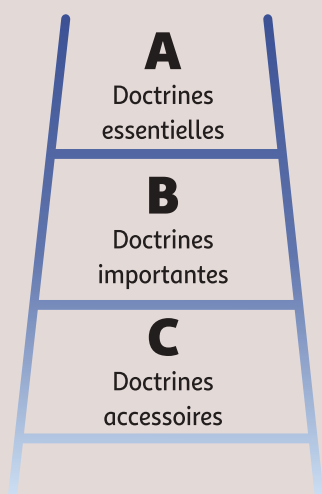 A
Doctrines
essentielles
B
Doctrines
importantes
C
Doctrines
accessoires